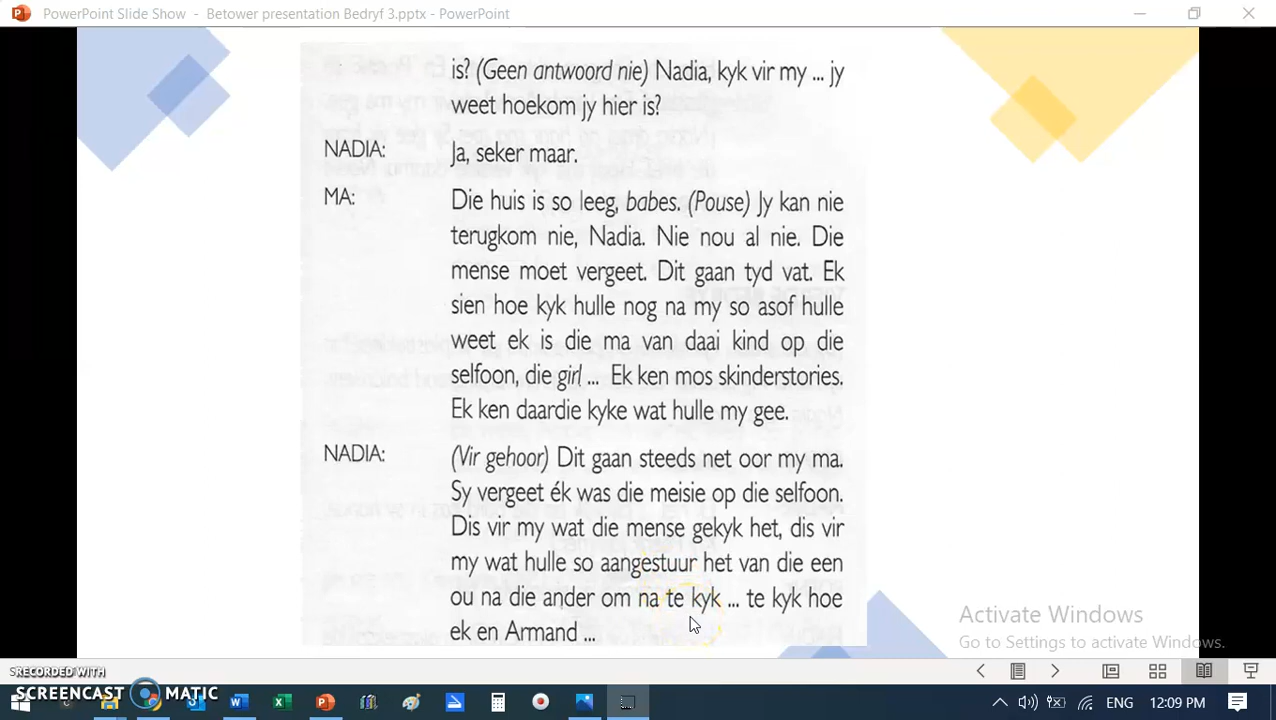 PowerPoint Slide Show - Betower presentation Bedryf 3.pptx - PowerPoint
is? (Geen antwoord nie) Nadia, kyk vir my ... jy
weet hoekom jy hier is?
NADIA: Ja, seker maar.
MA: Die huis is so leeg, babes. (Pouse) Jy kan nie
terugkom nie, Nadia. Nie nou al nie. Die
mense moet vergeet. Dit gaan tyd vat. Ek
sien hoe kyk hulle nog na my so asof hulle
weet ek is die ma van daai kind op die
selfoon, die girl ... Ek ken mos skinderstories.
Ek ken daardie kyke wat hulle my gee.
NADIA: (Vir gehoor) Dit gaan steeds net oor my ma.
Sy vergeet ék was die meisie op die selfoon.
Dis vir my wat die mense gekyk het, dis vir
my wat hulle so aangestuur het van die een
ou na die ander om na te kyk ... te kyk hoe
ek en Armand ...
Activate Windows
Go to Settings to activate Windows.
RECORDED WITH
SCREENCAST MATIC
ENG 12:09 PM